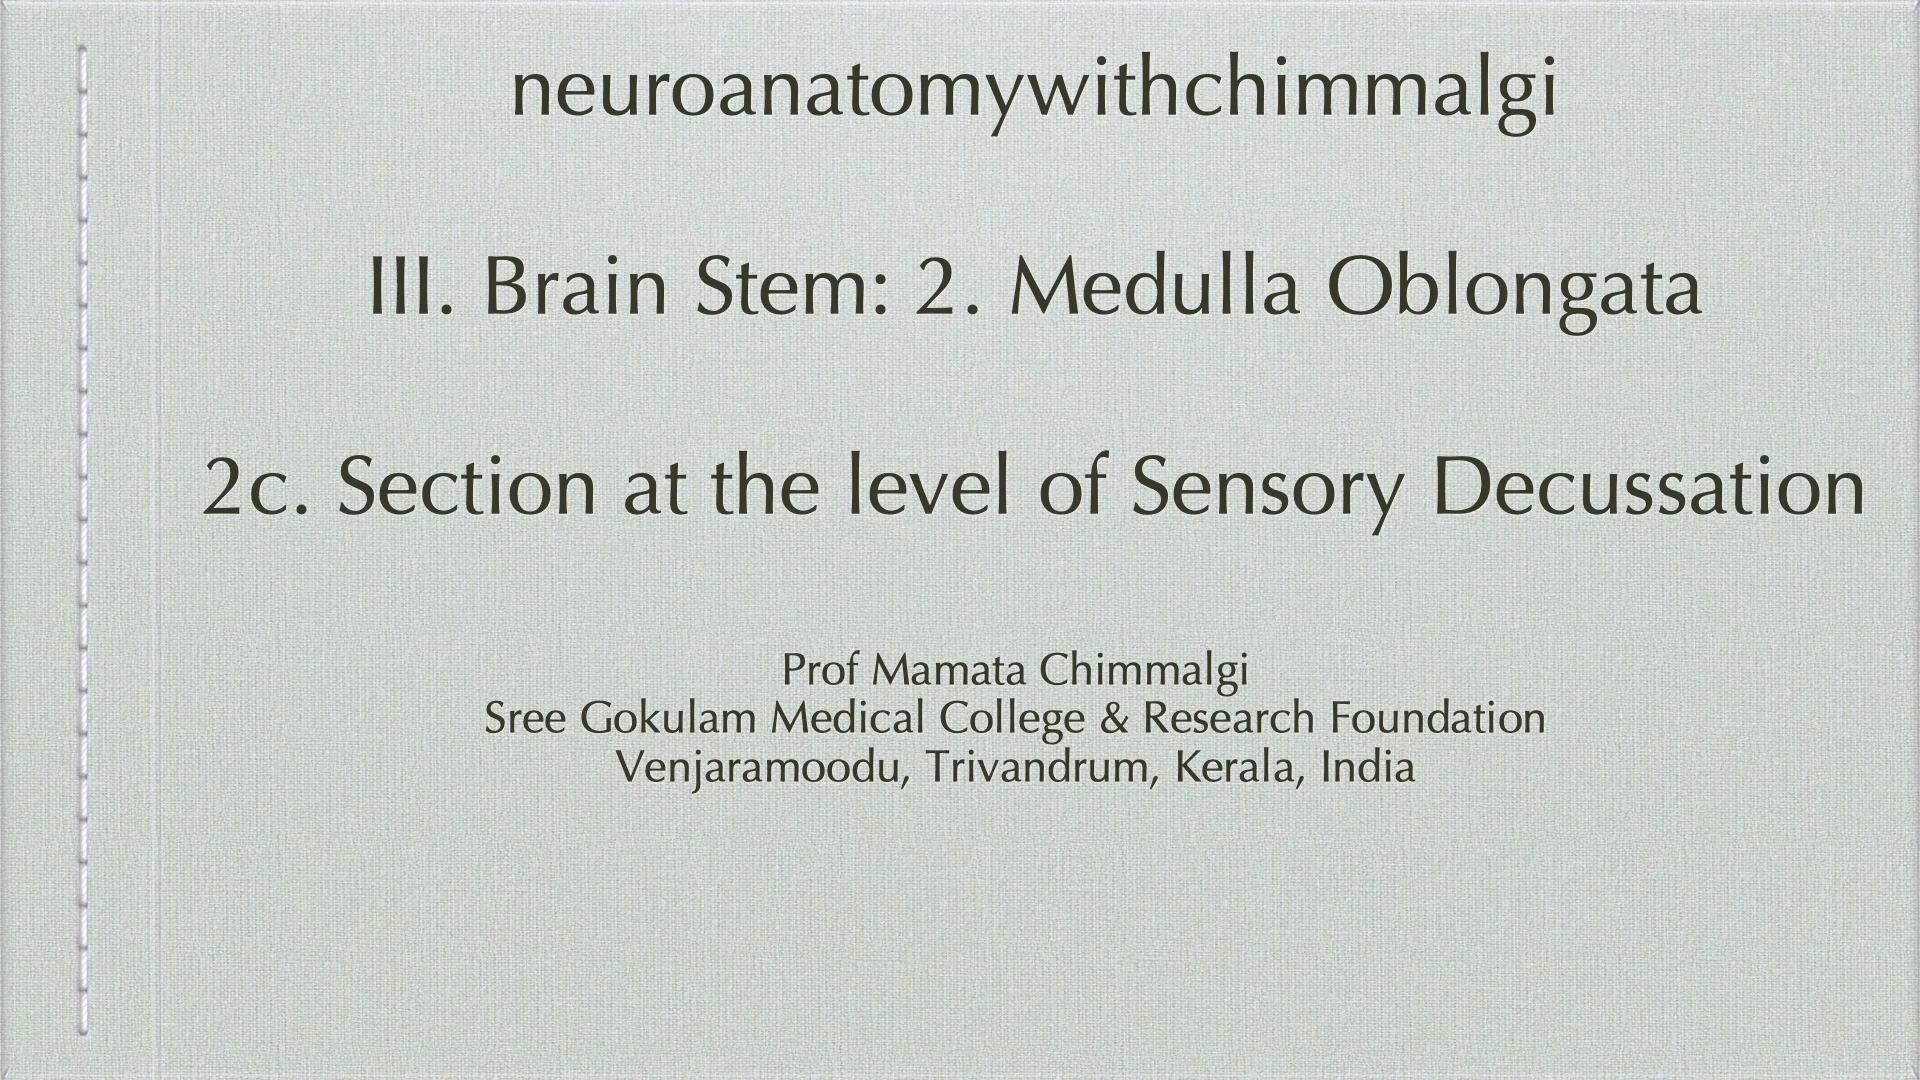 neuroanatomywithchimmalgi
III. Brain Stem: 2. Medulla Oblongata
2c. Section at the level of Sensory Decussation
Prof Mamata Chimmalgi
Sree Gokulam Medical College & Research Foundation
Venjaramoodu, Trivandrum, Kerala, India